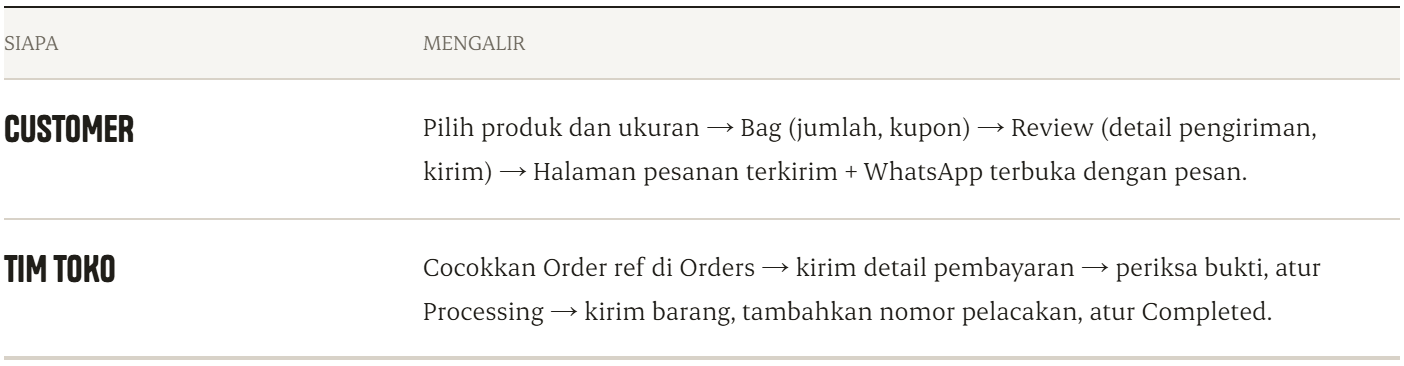 SIAPA
MENGALIR
CUSTOMER
Pilih produk dan ukuran → Bag (jumlah, kupon) → Review (detail pengiriman,
kirim) → Halaman pesanan terkirim + WhatsApp terbuka dengan pesan.
TIM TOKO
Cocokkan Order ref di Orders → kirim detail pembayaran → periksa bukti, atur
Processing → kirim barang, tambahkan nomor pelacakan, atur Completed.